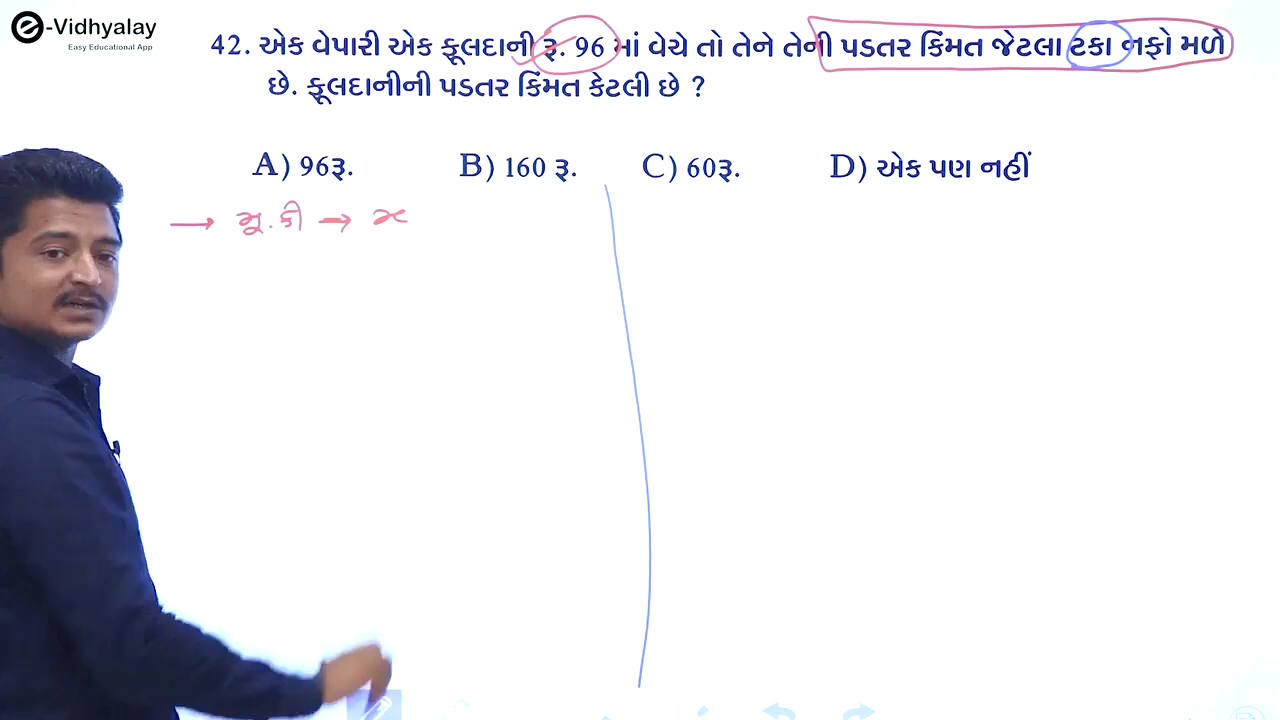 e-Vidhyalay
Easy Educational App
42. એક વેપારી એક ફૂલદાની રૂ. 96 માં વેચે તો તેને તેની પડતર કિંમત જેટલા ટકા નફો મળે
છે. ફૂલદાનીની પડતર કિંમત કેટલી છે ?
A) 96રૂ. B) 160 રૂ. C) 60રૂ. D) એક પણ નહીં
→ મૂ.કી → x